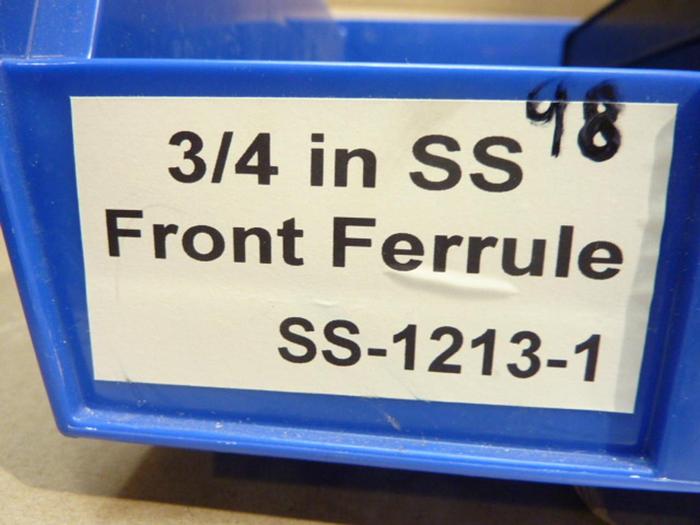 98
3/4 in SS
Front Ferrule
SS-1213-1